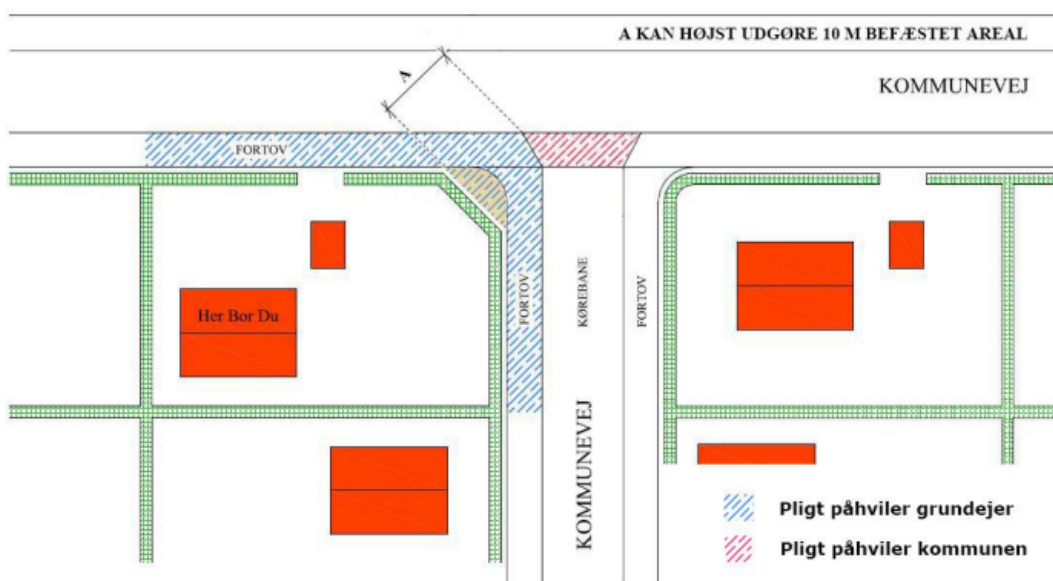 A KAN HØJST UDGØRE 10 M BEFÆSTET AREAL
KOMMUNEVEJ
A
FORTOV
Her Bor Du
FORTOV
KØREBANE
FORTOV
KOMMUNEVEJ
Pligt påhviler grundejer
Pligt påhviler kommunen